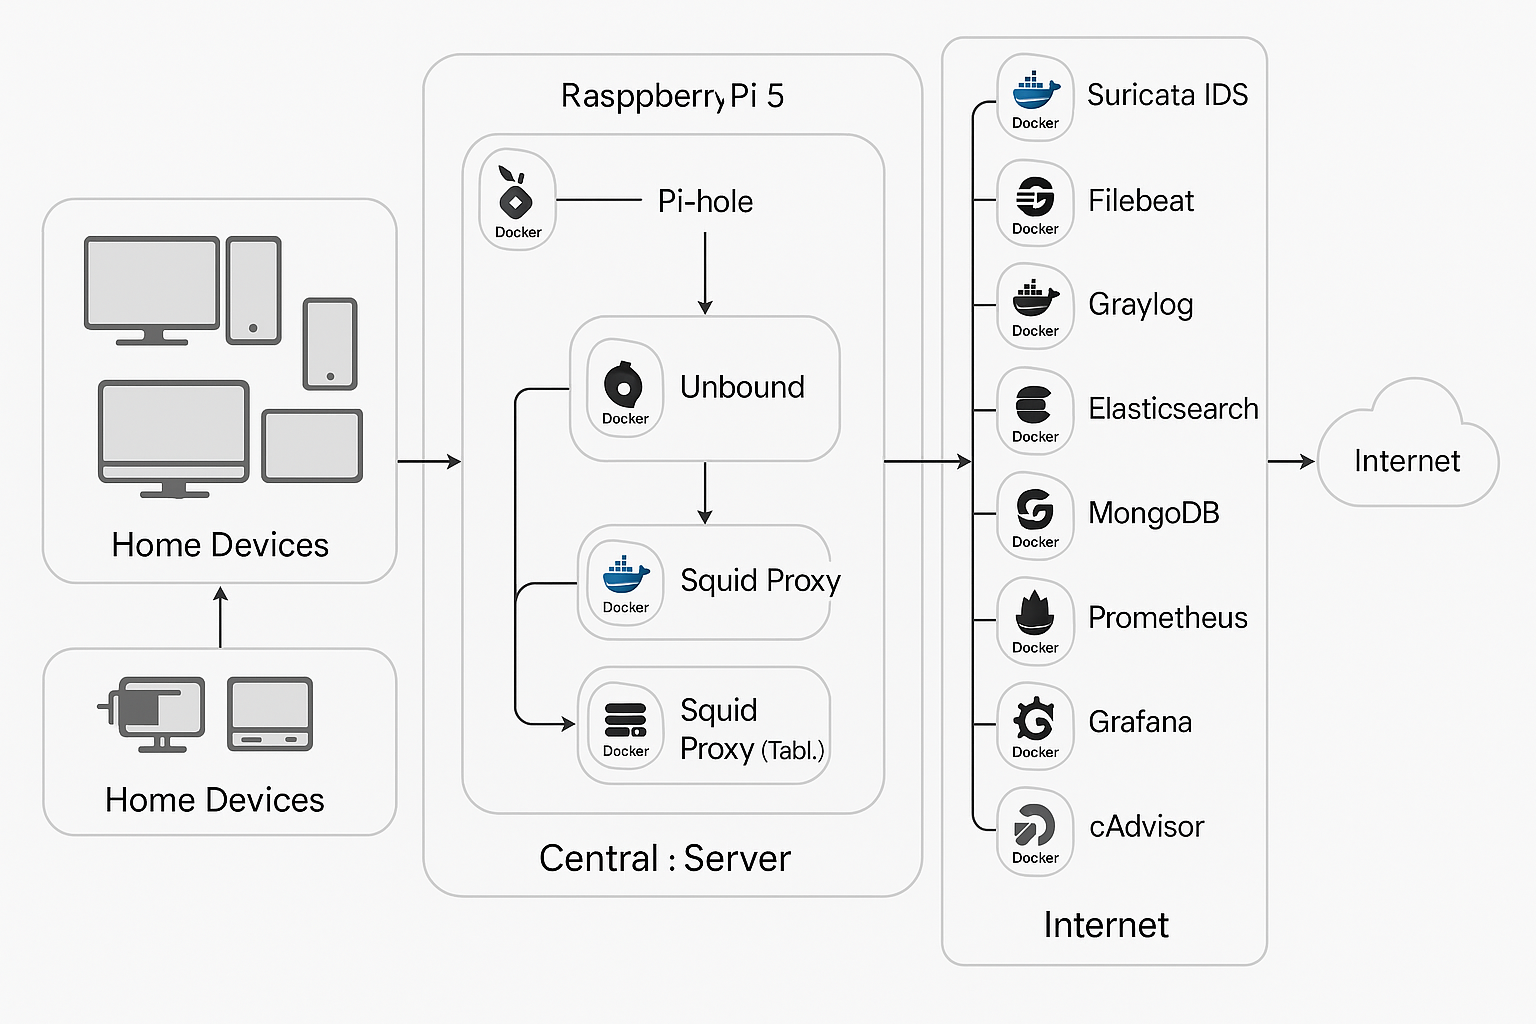 Rasppberry Pi 5
Docker
Pi-hole
Docker
Unbound
Docker
Squid Proxy
Docker
Squid
Proxy (Tabl.)
Central : Server
Home Devices
Home Devices
Docker
Suricata IDS
Docker
Filebeat
Docker
Graylog
Docker
Elasticsearch
Docker
MongoDB
Docker
Prometheus
Docker
Grafana
Docker
cAdvisor
Internet
Internet